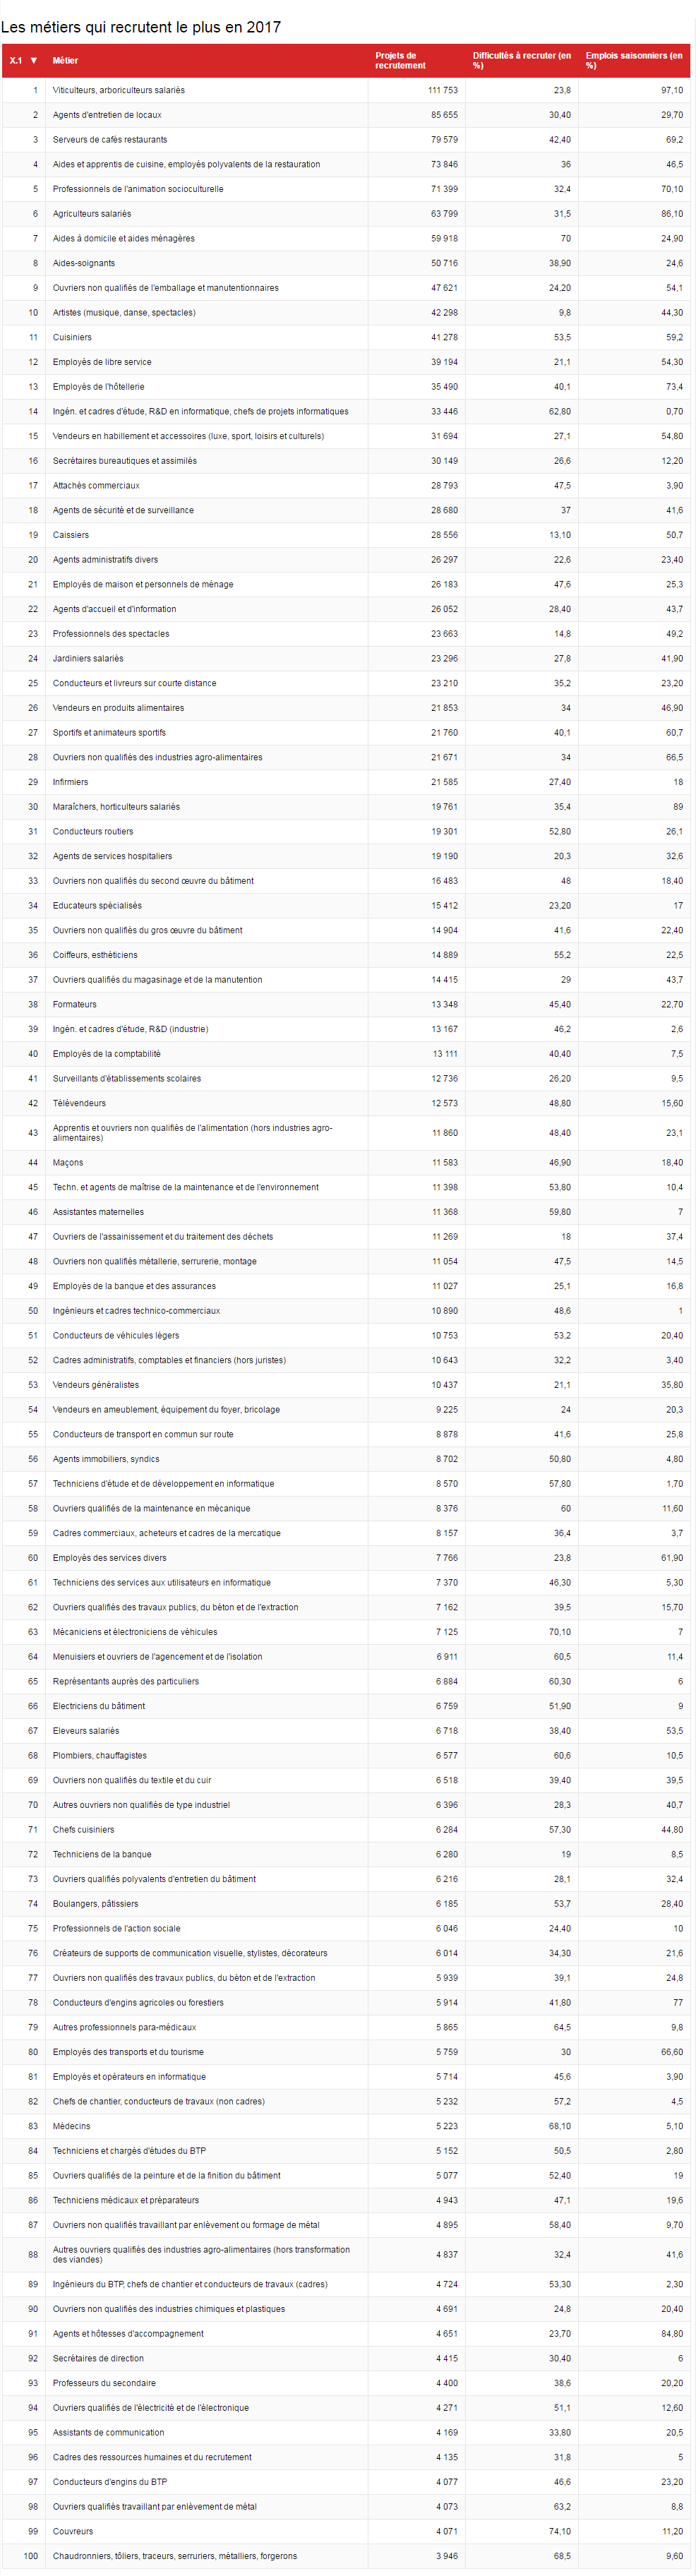 Les métiers qui recrutent le plus en 2017
X.1 ▼ Métier Projets de recrutement Difficultés à recruter (en %) Emplois saisonniers (en %)
1 Viticulteurs, arboriculteurs salariés 111 753 23,8 97,10
2 Agents d'entretien de locaux 85 655 30,40 29,70
3 Serveurs de cafés restaurants 79 579 42,40 69,2
4 Aides et apprentis de cuisine, employés polyvalents de la restauration 73 846 36 46,5
5 Professionnels de l'animation socioculturelle 71 399 32,4 70,10
6 Agriculteurs salariés 63 799 31,5 86,10
7 Aides à domicile et aides ménagères 59 918 70 24,90
8 Aides-soignants 50 716 38,90 24,6
9 Ouvriers non qualifiés de l'emballage et manutentionnaires 47 621 24,20 54,1
10 Artistes (musique, danse, spectacles) 42 298 9,8 44,30
11 Cuisiniers 41 278 53,5 59,2
12 Employés de libre service 39 194 21,1 54,30
13 Employés de l'hôtellerie 35 490 40,1 73,4
14 Ingén. et cadres d'étude, R&D en informatique, chefs de projets informatiques 33 446 62,80 0,70
15 Vendeurs en habillement et accessoires (luxe, sport, loisirs et culturels) 31 694 27,1 54,80
16 Secrétaires bureautiques et assimilés 30 149 26,6 12,20
17 Attachés commerciaux 28 793 47,5 3,90
18 Agents de sécurité et de surveillance 28 680 37 41,6
19 Caissiers 28 556 13,10 50,7
20 Agents administratifs divers 26 297 22,6 23,40
21 Employés de maison et personnels de ménage 26 183 47,6 25,3
22 Agents d'accueil et d'information 26 052 28,40 43,7
23 Professionnels des spectacles 23 663 14,8 49,2
24 Jardiniers salariés 23 296 27,8 41,90
25 Conducteurs et livreurs sur courte distance 23 210 35,2 23,20
26 Vendeurs en produits alimentaires 21 853 34 46,90
27 Sportifs et animateurs sportifs 21 760 40,1 60,7
28 Ouvriers non qualifiés des industries agro-alimentaires 21 671 34 66,5
29 Infirmiers 21 585 27,40 18
30 Maraîchers, horticulteurs salariés 19 761 35,4 89
31 Conducteurs routiers 19 301 52,80 26,1
32 Agents de services hospitaliers 19 190 20,3 32,6
33 Ouvriers non qualifiés du second œuvre du bâtiment 16 483 48 18,40
34 Educateurs spécialisés 15 412 23,20 17
35 Ouvriers non qualifiés du gros œuvre du bâtiment 14 904 41,6 22,40
36 Coiffeurs, esthéticiens 14 889 55,2 22,5
37 Ouvriers qualifiés du magasinage et de la manutention 14 415 29 43,7
38 Formateurs 13 348 45,40 22,70
39 Ingén. et cadres d'étude, R&D (industrie) 13 167 46,2 2,6
40 Employés de la comptabilité 13 111 40,40 7,5
41 Surveillants d'établissements scolaires 12 736 26,20 9,5
42 Télévendeurs 12 573 48,80 15,60
43 Apprentis et ouvriers non qualifiés de l'alimentation (hors industries agro-
alimentaires) 11 860 48,40 23,1
44 Maçons 11 583 46,90 18,40
45 Techn. et agents de maîtrise de la maintenance et de l'environnement 11 398 53,80 10,4
46 Assistantes maternelles 11 368 59,80 7
47 Ouvriers de l'assainissement et du traitement des déchets 11 269 18 37,4
48 Ouvriers non qualifiés métallerie, serrurerie, montage 11 054 47,5 14,5
49 Employés de la banque et des assurances 11 027 25,1 16,8
50 Ingénieurs et cadres technico-commerciaux 10 890 48,6 1
51 Conducteurs de véhicules légers 10 753 53,2 20,40
52 Cadres administratifs, comptables et financiers (hors juristes) 10 643 32,2 3,40
53 Vendeurs généralistes 10 437 21,1 35,80
54 Vendeurs en ameublement, équipement du foyer, bricolage 9 225 24 20,3
55 Conducteurs de transport en commun sur route 8 878 41,6 25,8
56 Agents immobiliers, syndics 8 702 50,80 4,80
57 Techniciens d'étude et de développement en informatique 8 570 57,80 1,70
58 Ouvriers qualifiés de la maintenance en mécanique 8 376 60 11,60
59 Cadres commerciaux, acheteurs et cadres de la mercatique 8 157 36,4 3,7
60 Employés des services divers 7 766 23,8 61,90
61 Techniciens des services aux utilisateurs en informatique 7 370 46,30 5,30
62 Ouvriers qualifiés des travaux publics, du béton et de l'extraction 7 162 39,5 15,70
63 Mécaniciens et électroniciens de véhicules 7 125 70,10 7
64 Menuisiers et ouvriers de l'agencement et de l'isolation 6 911 60,5 11,4
65 Représentants auprès des particuliers 6 884 60,30 6
66 Electriciens du bâtiment 6 759 51,90 9
67 Eleveurs salariés 6 718 38,40 53,5
68 Plombiers, chauffagistes 6 577 60,6 10,5
69 Ouvriers non qualifiés du textile et du cuir 6 518 39,40 39,5
70 Autres ouvriers non qualifiés de type industriel 6 396 28,3 40,7
71 Chefs cuisiniers 6 284 57,30 44,80
72 Techniciens de la banque 6 280 19 8,5
73 Ouvriers qualifiés polyvalents d'entretien du bâtiment 6 216 28,1 32,4
74 Boulangers, pâtissiers 6 185 53,7 28,40
75 Professionnels de l'action sociale 6 046 24,40 10
76 Créateurs de supports de communication visuelle, stylistes, décorateurs 6 014 34,30 21,6
77 Ouvriers non qualifiés des travaux publics, du béton et de l'extraction 5 939 39,1 24,8
78 Conducteurs d'engins agricoles ou forestiers 5 914 41,80 77
79 Autres professionnels para-médicaux 5 865 64,5 9,8
80 Employés des transports et du tourisme 5 759 30 66,60
81 Employés et opérateurs en informatique 5 714 45,6 3,90
82 Chefs de chantier, conducteurs de travaux (non cadres) 5 232 57,2 4,5
83 Médecins 5 223 68,10 5,10
84 Techniciens et chargés d'études du BTP 5 152 50,5 2,80
85 Ouvriers qualifiés de la peinture et de la finition du bâtiment 5 077 52,40 19
86 Techniciens médicaux et préparateurs 4 943 47,1 19,6
87 Ouvriers non qualifiés travaillant par enlèvement ou formage de métal 4 895 58,40 9,70
88 Autres ouvriers qualifiés des industries agro-alimentaires (hors transformation
des viandes) 4 837 32,4 41,6
89 Ingénieurs du BTP, chefs de chantier et conducteurs de travaux (cadres) 4 724 53,30 2,30
90 Ouvriers non qualifiés des industries chimiques et plastiques 4 691 24,8 20,40
91 Agents et hôtesses d'accompagnement 4 651 23,70 84,80
92 Secrétaires de direction 4 415 30,40 6
93 Professeurs du secondaire 4 400 38,6 20,20
94 Ouvriers qualifiés de l'électricité et de l'électronique 4 271 51,1 12,60
95 Assistants de communication 4 169 33,80 20,5
96 Cadres des ressources humaines et du recrutement 4 135 31,8 5
97 Conducteurs d'engins du BTP 4 077 46,6 23,20
98 Ouvriers qualifiés travaillant par enlèvement de métal 4 073 63,2 8,8
99 Couvreurs 4 071 74,10 11,20
100 Chaudronniers, tôliers, traceurs, serruriers, métalliers, forgerons 3 946 68,5 9,60